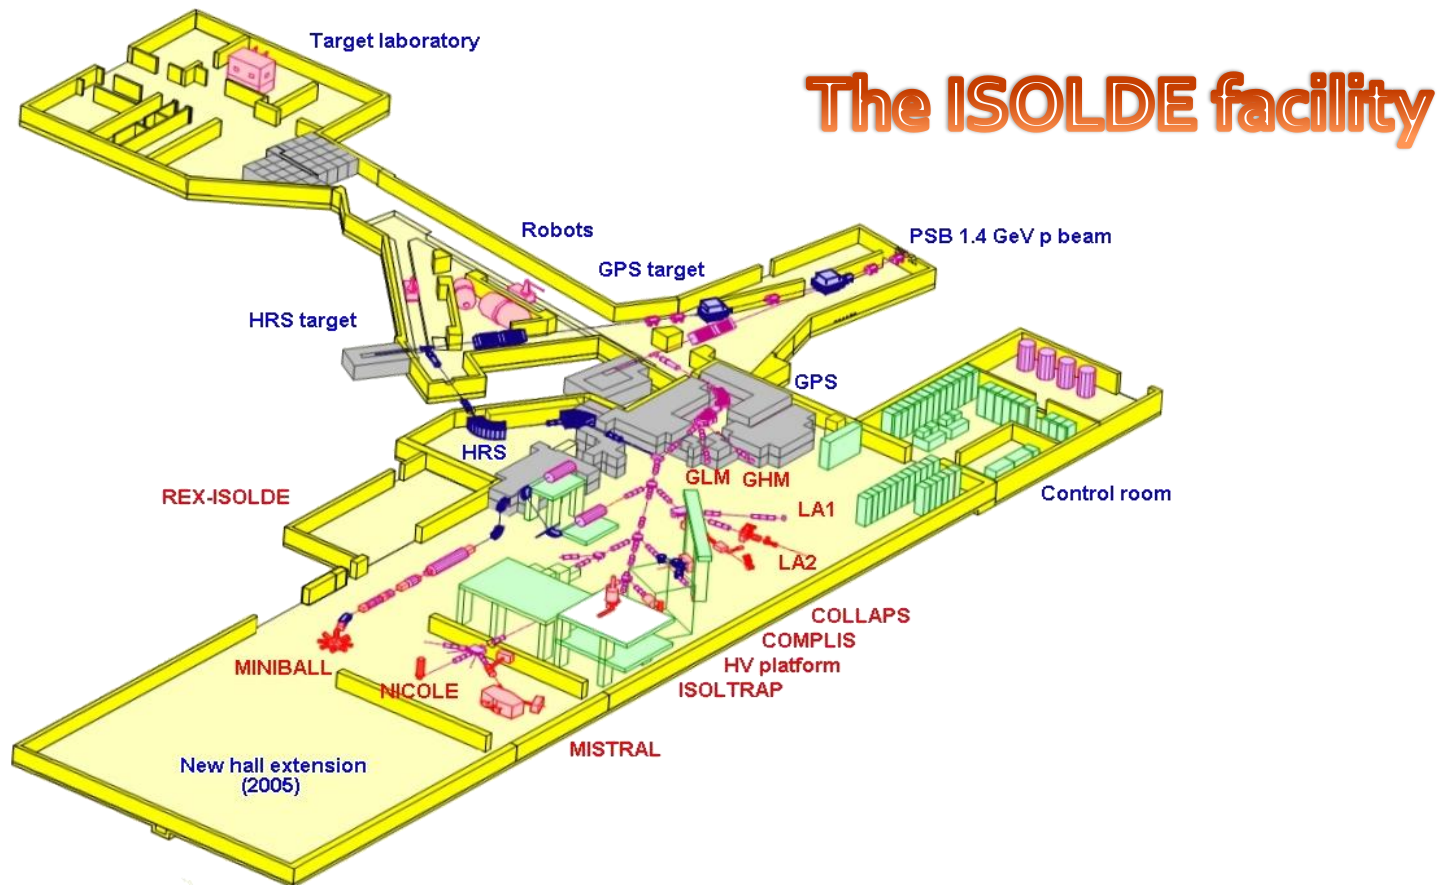 Target laboratory
The ISOLDE facility
Robots
PSB 1.4 GeV p beam
GPS target
HRS target
GPS
HRS
GLM
GHM
REX-ISOLDE
Control room
LA1
LA2
COLLAPS
COMPLIS
HV platform
MINIBALL
NICOLE
ISOLTRAP
MISTRAL
New hall extension
(2005)